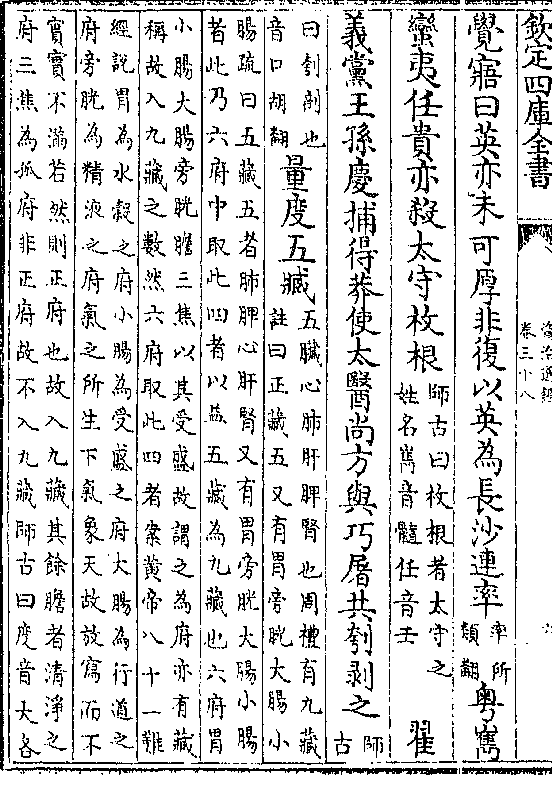 欽定四庫全書
資治通鑑
卷三十八
覺寤曰英亦未可厚非復以英為長沙連率率所類翻粤嶲
蠻夷任貴亦殺太守枚根師古曰枚根者太守之姓名嶲音髓任音壬翟
義黨王孫慶捕得莽使太醫尚方與巧屠共刳剥之師古
曰刳剖也音口胡翻量度五藏五臟心肺肝脾腎也周禮有九藏註曰正藏五又有胃旁胱大腸小
腸疏曰五藏五者肺脾心肝腎又有胃旁胱大腸小腸
者此乃六府中取此四者以益五藏為九藏也六府胃
小腸大腸旁胱膽三焦以其受盛故謂之為府亦有藏
稱故入九藏之數然六府取此四者案黄帝八十一難
經說胃為水穀之府小腸為受盛之府大腸為行道之
府旁胱為精液之府氣之所生下氣象天故放寫而不
實實不滿若然則正府也故入九藏其餘膽者清淨之
府三焦為孤府非正府故不入九藏師古曰度音大各